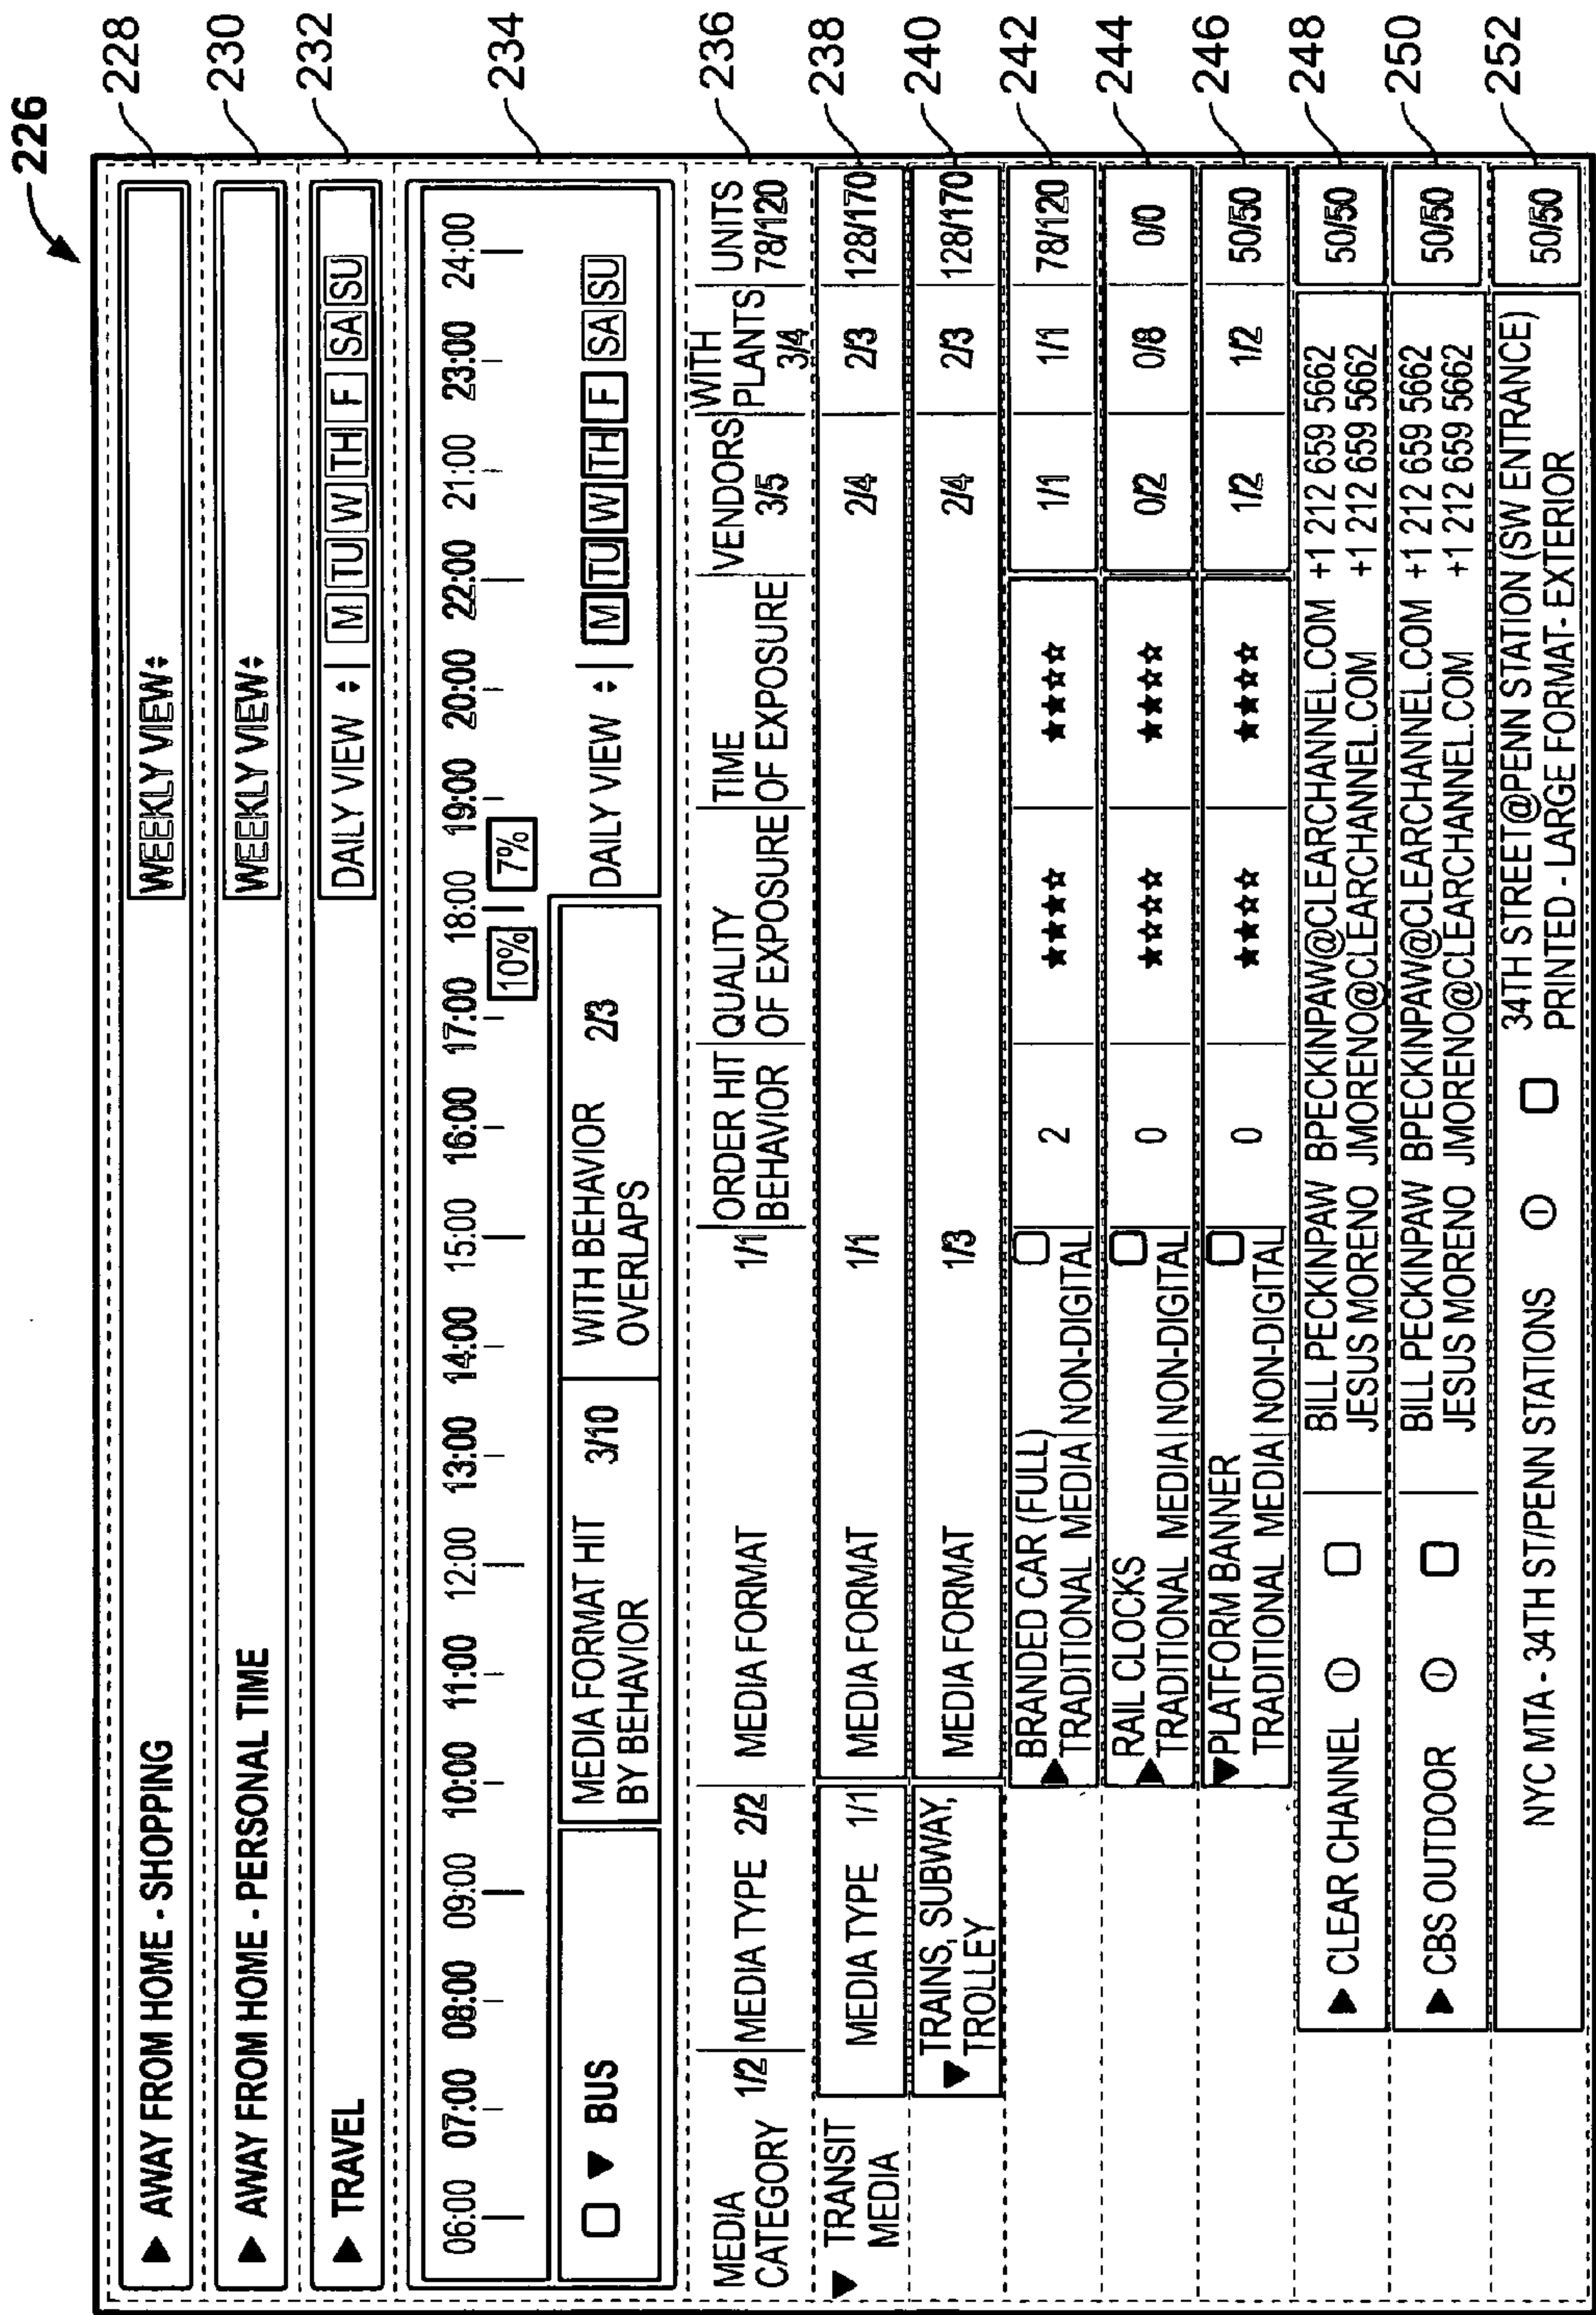 226
▶ AWAY FROM HOME - SHOPPING WEEKLY VIEW 228
▶ AWAY FROM HOME - PERSONAL TIME WEEKLY VIEW 230
▶ TRAVEL DAILY VIEW | M TU W TH F SA SU 232
06:00 07:00 08:00 09:00 10:00 11:00 12:00 13:00 14:00 15:00 16:00 17:00 18:00 19:00 20:00 22:00 21:00 23:00 24:00 234
10% 7%
▼ BUS
MEDIA FORMAT HIT BY BEHAVIOR 3/10
WITH BEHAVIOR OVERLAPS 2/3
DAILY VIEW | M TU W TH F SA SU
MEDIA CATEGORY 1/2
MEDIA TYPE 2/2
MEDIA FORMAT 1/1
ORDER HIT BEHAVIOR
QUALITY OF EXPOSURE
TIME OF EXPOSURE
VENDORS 3/5
WITH PLANTS 3/4
UNITS 78/120
236
▼ TRANSIT MEDIA
MEDIA TYPE 1/1 MEDIA FORMAT 1/1 2/4 2/3 128/170 238
▼ TRAINS, SUBWAY, TROLLEY
MEDIA FORMAT 1/3 2/4 2/3 128/170 240
BRANDED CAR (FULL)
▶ TRADITIONAL MEDIA | NON-DIGITAL 2 ★★★☆ ★★★☆ 1/1 1/1 78/120 242
RAIL CLOCKS
▶ TRADITIONAL MEDIA | NON-DIGITAL 0 ★★☆☆ ★★☆☆ 0/2 0/8 0/0 244
▼ PLATFORM BANNER
TRADITIONAL MEDIA | NON-DIGITAL 0 ★★★☆ ★★★☆ 1/2 1/2 50/50 246
▶ CLEAR CHANNEL BILL PECKINPAW BPECKINPAW@CLEARCHANNEL.COM +1 212 659 5662 50/50 248
JESUS MORENO JMORENO@CLEARCHANNEL.COM +1 212 659 5662
▶ CBS OUTDOOR BILL PECKINPAW BPECKINPAW@CLEARCHANNEL.COM +1 212 659 5662 50/50 250
JESUS MORENO JMORENO@CLEARCHANNEL.COM +1 212 659 5662
NYC MTA - 34TH ST/PENN STATIONS 34TH STREET@PENN STATION (SW ENTRANCE) 50/50 252
PRINTED - LARGE FORMAT- EXTERIOR